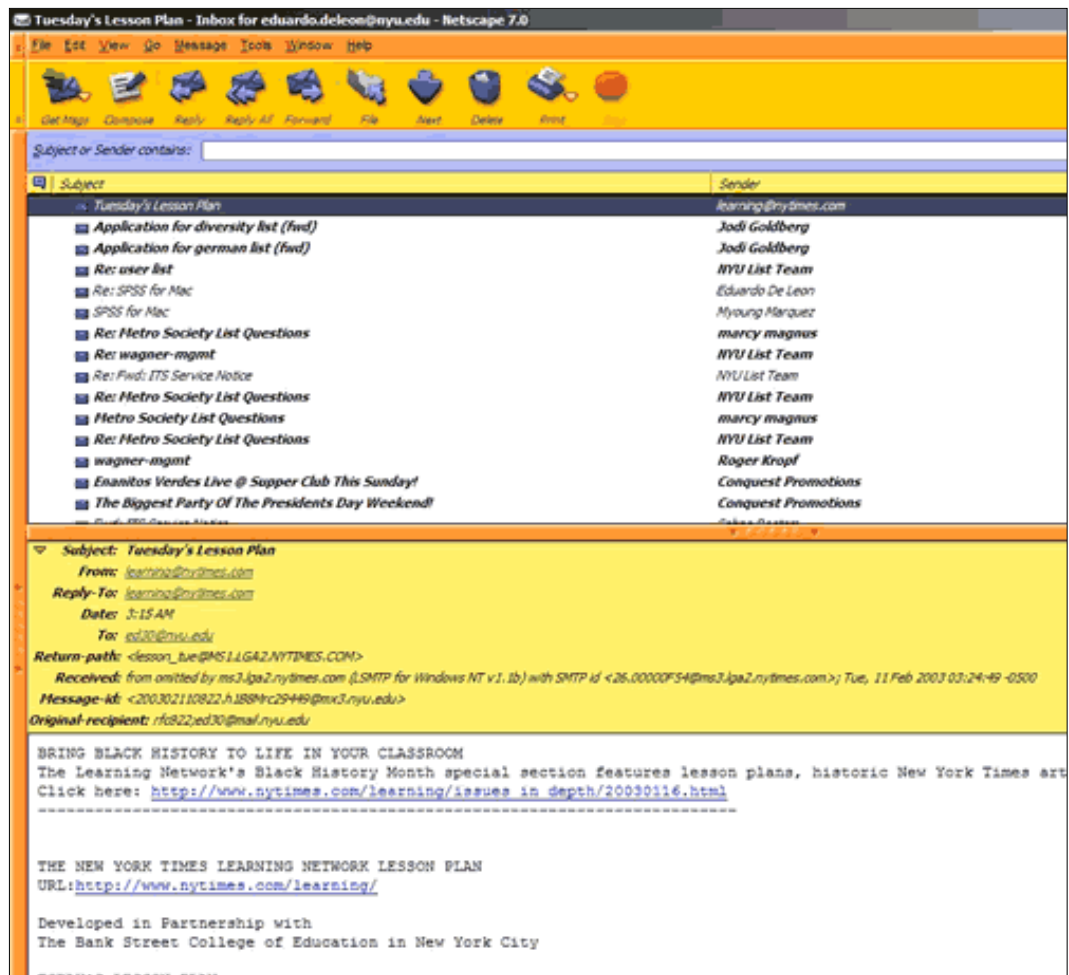 Tuesday's Lesson Plan - Inbox for eduardo.deleon@nyu.edu - Netscape 7.0
File Edit View Go Message Tools Window Help
Get Msgs Compose Reply Reply All Forward File Next Delete Print Stop
Subject or Sender contains:
Subject Sender
Tuesday's Lesson Plan learning@nytimes.com
Application for diversity list (fwd) Jodi Goldberg
Application for german list (fwd) Jodi Goldberg
Re: user list NYU List Team
Re: SPSS for Mac Eduardo De Leon
SPSS for Mac Myoung Marquez
Re: Metro Society List Questions marcy magnus
Re: wagner-mgmt NYU List Team
Re: Fwd: ITS Service Notice NYU List Team
Re: Metro Society List Questions NYU List Team
Metro Society List Questions marcy magnus
Re: Metro Society List Questions NYU List Team
wagner-mgmt Roger Kropf
Enanitos Verdes Live @ Supper Club This Sunday! Conquest Promotions
The Biggest Party Of The Presidents Day Weekend! Conquest Promotions
Fwd: ITS Service Notice
Subject: Tuesday's Lesson Plan
From: learning@nytimes.com
Reply-To: learning@nytimes.com
Date: 3:15 AM
To: ed30@nyu.edu
Return-path: <lesson_tue@MS1.LGA2.NYTIMES.COM>
Received: from omitted by ms3.lga2.nytimes.com (LSMTP for Windows NT v1.1b) with SMTP id <26.00000F54@ms3.lga2.nytimes.com>; Tue, 11 Feb 2003 03:24:49 -0500
Message-id: <200302110822.h1B8Mrc29449@mx3.nyu.edu>
Original-recipient: rfc822;ed30@mail.nyu.edu
BRING BLACK HISTORY TO LIFE IN YOUR CLASSROOM
The Learning Network's Black History Month special section features lesson plans, historic New York Times art
Click here: http://www.nytimes.com/learning/issues_in_depth/20030116.html
THE NEW YORK TIMES LEARNING NETWORK LESSON PLAN
URL:http://www.nytimes.com/learning/
Developed in Partnership with
The Bank Street College of Education in New York City